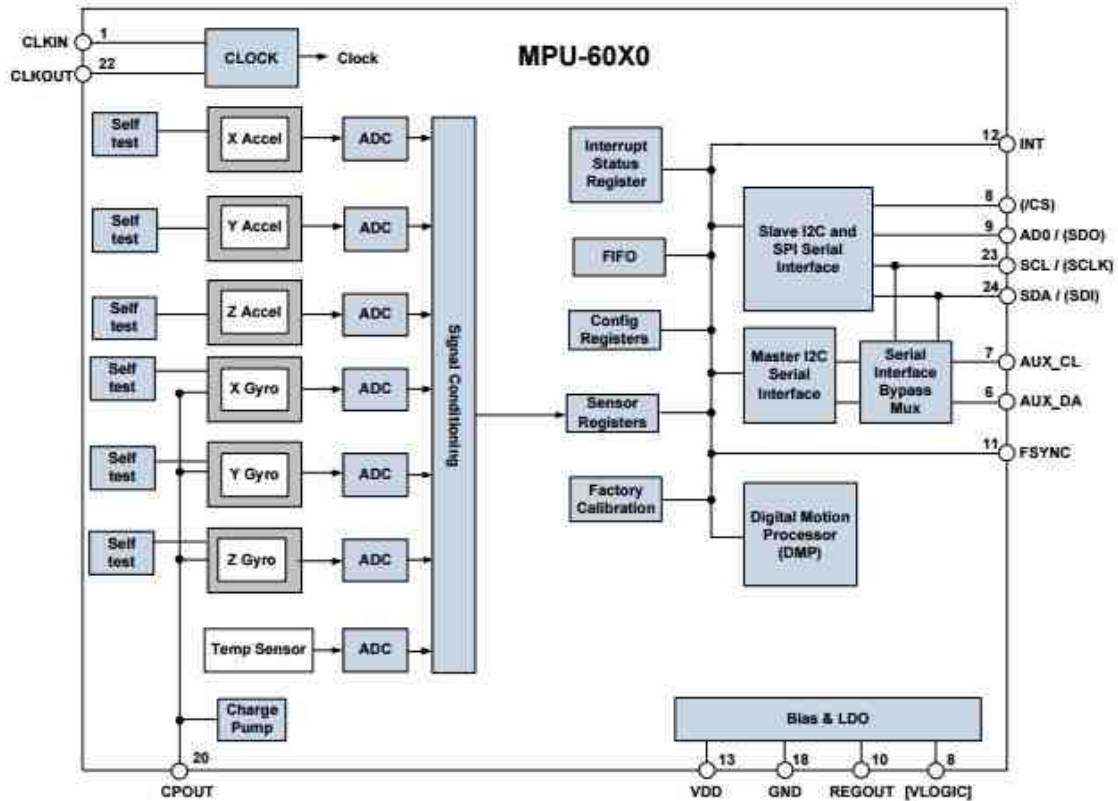 MPU-60X0
CLKIN
1
CLKOUT
22
CLOCK
Clock
Self
test
X Accel
ADC
Self
test
Y Accel
ADC
Self
test
Z Accel
ADC
Self
test
X Gyro
ADC
Self
test
Y Gyro
ADC
Self
test
Z Gyro
ADC
Temp Sensor
ADC
Signal Conditioning
Charge
Pump
20
CPOUT
Interrupt
Status
Register
FIFO
Config
Registers
Sensor
Registers
Factory
Calibration
Slave I2C and
SPI Serial
Interface
Master I2C
Serial
Interface
Serial
Interface
Bypass
Mux
Digital Motion
Processor
(DMP)
12
INT
8
(/CS)
9
AD0 / (SDO)
23
SCL / (SCLK)
24
SDA / (SDI)
7
AUX_CL
6
AUX_DA
11
FSYNC
Bias & LDO
13
VDD
18
GND
10
REGOUT
8
[VLOGIC]